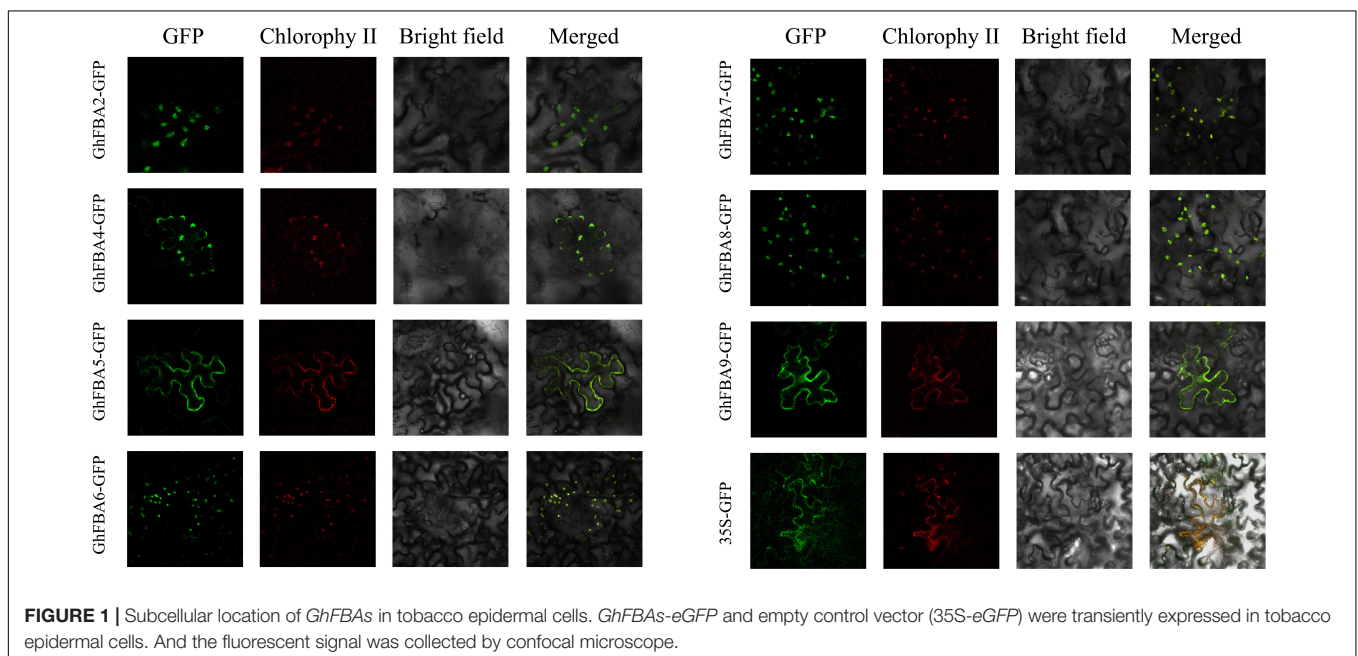 GFP Chlorophy II Bright field Merged
GhFBA2-GFP
GhFBA4-GFP
GhFBA5-GFP
GhFBA6-GFP
GFP Chlorophy II Bright field Merged
GhFBA7-GFP
GhFBA8-GFP
GhFBA9-GFP
35S-GFP
FIGURE 1 | Subcellular location of GhFBAs in tobacco epidermal cells. GhFBAs-eGFP and empty control vector (35S-eGFP) were transiently expressed in tobacco
epidermal cells. And the fluorescent signal was collected by confocal microscope.